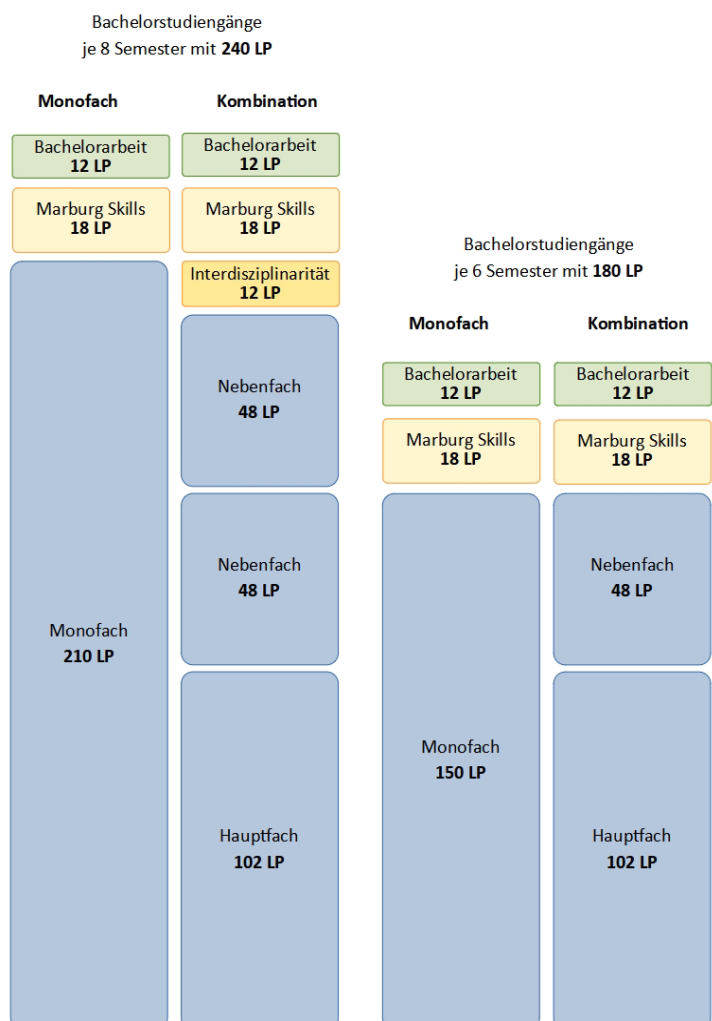 Bachelorstudiengänge
je 8 Semester mit 240 LP
Monofach
Bachelorarbeit
12 LP
Marburg Skills
18 LP
Monofach
210 LP
Kombination
Bachelorarbeit
12 LP
Marburg Skills
18 LP
Interdisziplinarität
12 LP
Nebenfach
48 LP
Nebenfach
48 LP
Hauptfach
102 LP
Bachelorstudiengänge
je 6 Semester mit 180 LP
Monofach
Bachelorarbeit
12 LP
Marburg Skills
18 LP
Monofach
150 LP
Kombination
Bachelorarbeit
12 LP
Marburg Skills
18 LP
Nebenfach
48 LP
Hauptfach
102 LP